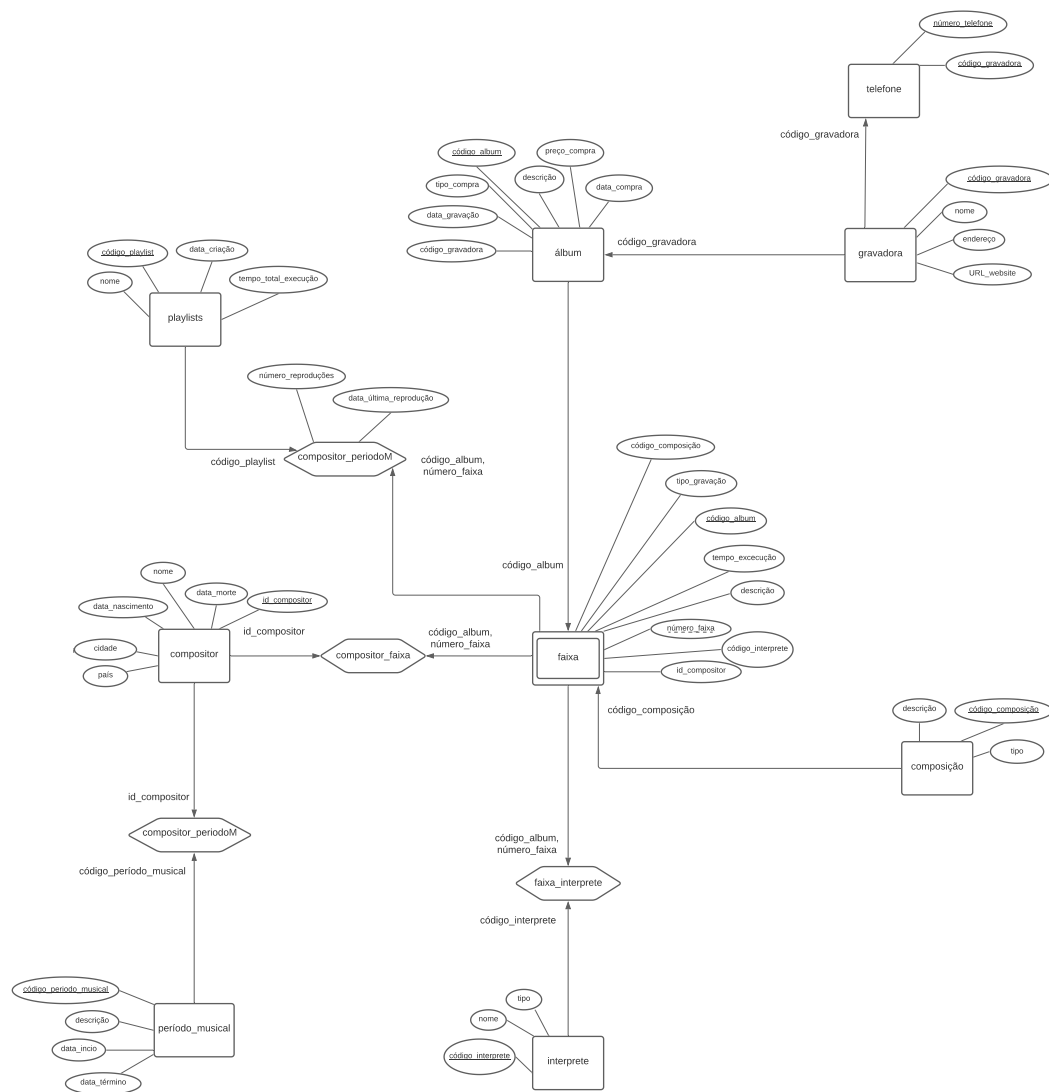 número_telefone
código_gravadora
telefone
código_gravadora
código_album
preço_compra
descrição
tipo_compra
data_compra
data_gravação
código_gravadora
código_gravadora
álbum
código_gravadora
nome
endereço
URL_website
gravadora
código_playlist
data_criação
nome
tempo_total_execução
playlists
número_reproduções
data_última_reprodução
compositor_periodoM
código_playlist
código_album,
número_faixa
código_composição
tipo_gravação
código_album
tempo_excecução
descrição
número_faixa
código_interprete
id_compositor
código_album
faixa
nome
data_morte
data_nascimento
id_compositor
cidade
país
compositor
id_compositor
compositor_faixa
código_album,
número_faixa
código_composição
descrição
código_composição
tipo
composição
id_compositor
compositor_periodoM
código_período_musical
código_album,
número_faixa
faixa_interprete
código_interprete
código_periodo_musical
descrição
data_incio
data_término
período_musical
tipo
nome
código_interprete
interprete